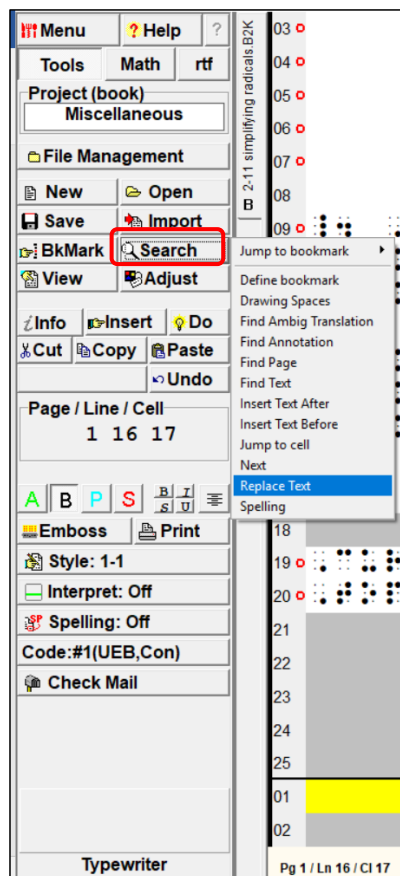 Menu ? Help ?
Tools Math rtf
Project (book)
Miscellaneous
File Management
New Open
Save Import
BkMark Search
View Adjust
i Info Insert Do
Cut Copy Paste
Undo
Page / Line / Cell
1 16 17
A B P S B I S U
Emboss Print
Style: 1-1
Interpret: Off
SP Spelling: Off
Code:#1(UEB,Con)
Check Mail
Typewriter
2-11 simplifying radicals.B2K
B
03
04
05
06
07
08
09
Jump to bookmark
Define bookmark
Drawing Spaces
Find Ambig Translation
Find Annotation
Find Page
Find Text
Insert Text After
Insert Text Before
Jump to cell
Next
Replace Text
Spelling
18
19
20
21
22
23
24
25
01
02
Pg 1 / Ln 16 / Cl 17